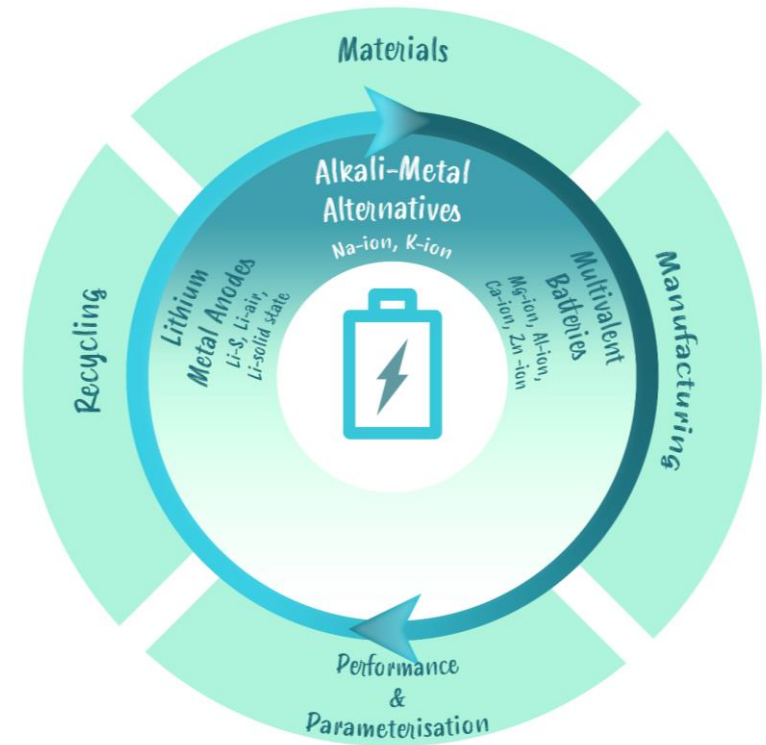 Materials
Manufacturing
Performance
&
Parameterisation
Recycling
Alkali-Metal
Alternatives
Na-ion, K-ion
Multivalent
Batteries
Mg-ion, Al-ion,
Ca-ion, Zn -ion
Lithium
Metal Anodes
Li-S, Li-air,
Li-solid state